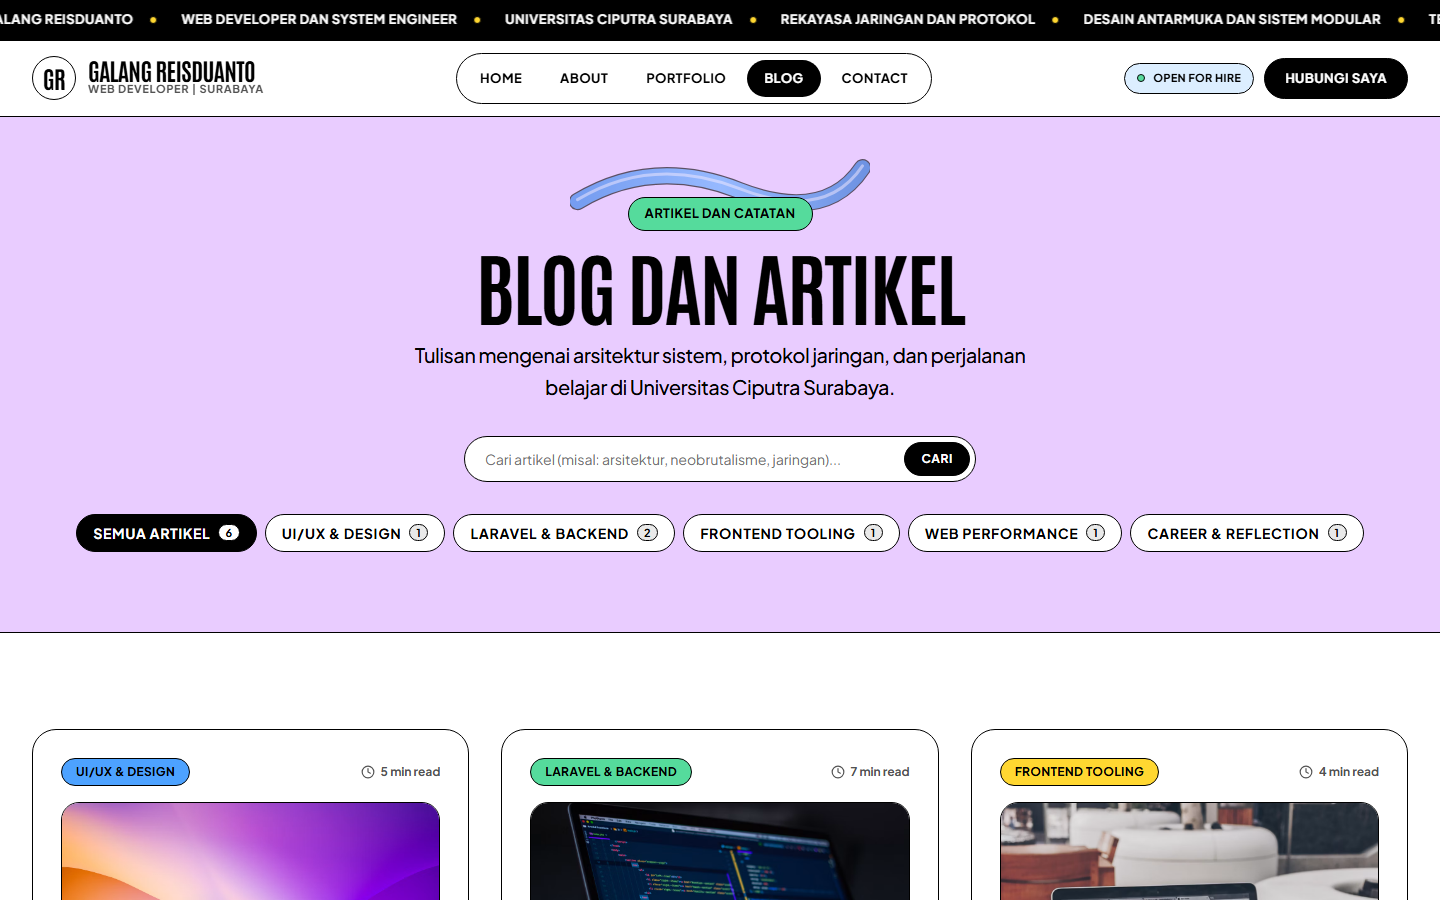 ALANG REISDUANTO • WEB DEVELOPER DAN SYSTEM ENGINEER • UNIVERSITAS CIPUTRA SURABAYA • REKAYASA JARINGAN DAN PROTOKOL • DESAIN ANTARMUKA DAN SISTEM MODULAR •
GR
GALANG REISDUANTO
WEB DEVELOPER | SURABAYA
HOME
ABOUT
PORTFOLIO
BLOG
CONTACT
OPEN FOR HIRE
HUBUNGI SAYA
ARTIKEL DAN CATATAN
BLOG DAN ARTIKEL
Tulisan mengenai arsitektur sistem, protokol jaringan, dan perjalanan
belajar di Universitas Ciputra Surabaya.
Cari artikel (misal: arsitektur, neobrutalisme, jaringan)...
CARI
SEMUA ARTIKEL 6
UI/UX & DESIGN 1
LARAVEL & BACKEND 2
FRONTEND TOOLING 1
WEB PERFORMANCE 1
CAREER & REFLECTION 1
UI/UX & DESIGN
5 min read
LARAVEL & BACKEND
7 min read
FRONTEND TOOLING
4 min read